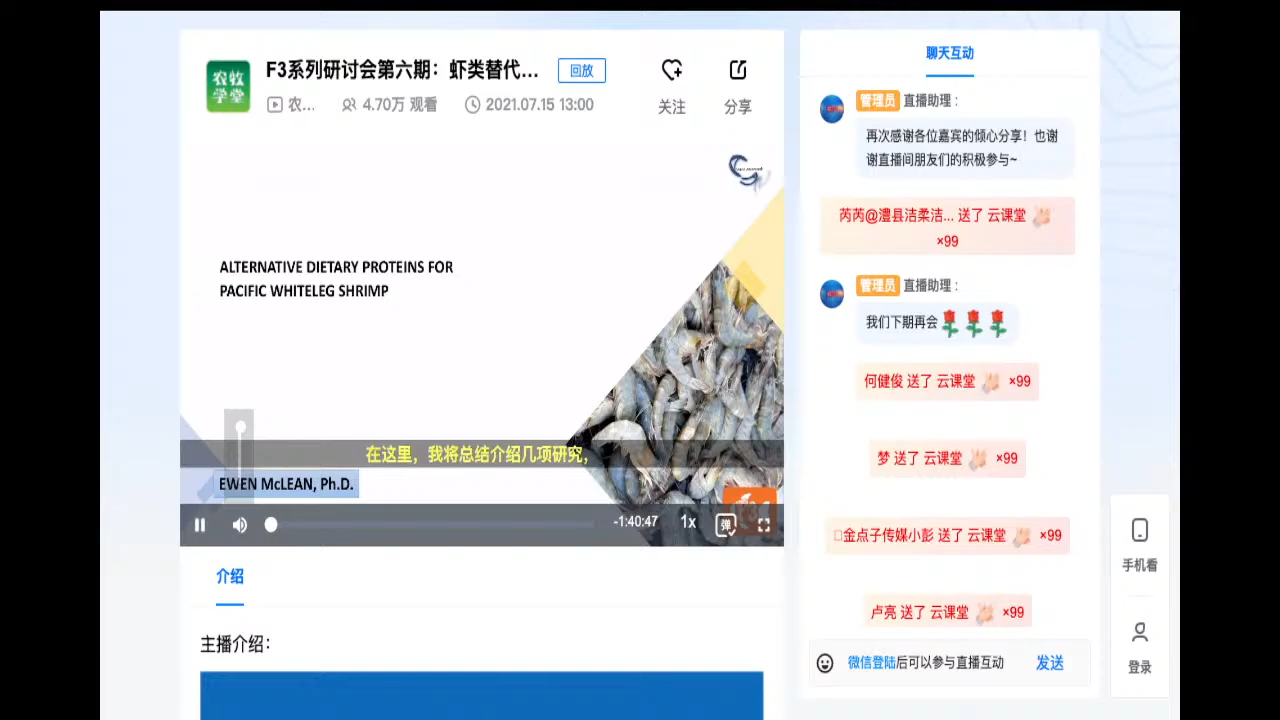 农牧
学堂
F3系列研讨会第六期：虾类替代...
回放
农...
4.70万 观看
2021.07.15 13:00
关注
分享
ALTERNATIVE DIETARY PROTEINS FOR
PACIFIC WHITELEG SHRIMP
在这里，我将总结介绍几项研究，
EWEN McLEAN, Ph.D.
-1:40:47
1x
弹
介绍
主播介绍：
聊天互动
管理员 直播助理：
再次感谢各位嘉宾的倾心分享！也谢
谢直播间朋友们的积极参与~
芮芮@澧县洁柔洁... 送了 云课堂
×99
管理员 直播助理：
我们下期再会
何健俊 送了 云课堂 ×99
梦 送了 云课堂 ×99
金点子传媒小彭 送了 云课堂 ×99
卢亮 送了 云课堂 ×99
微信登陆后可以参与直播互动
发送
手机看
登录